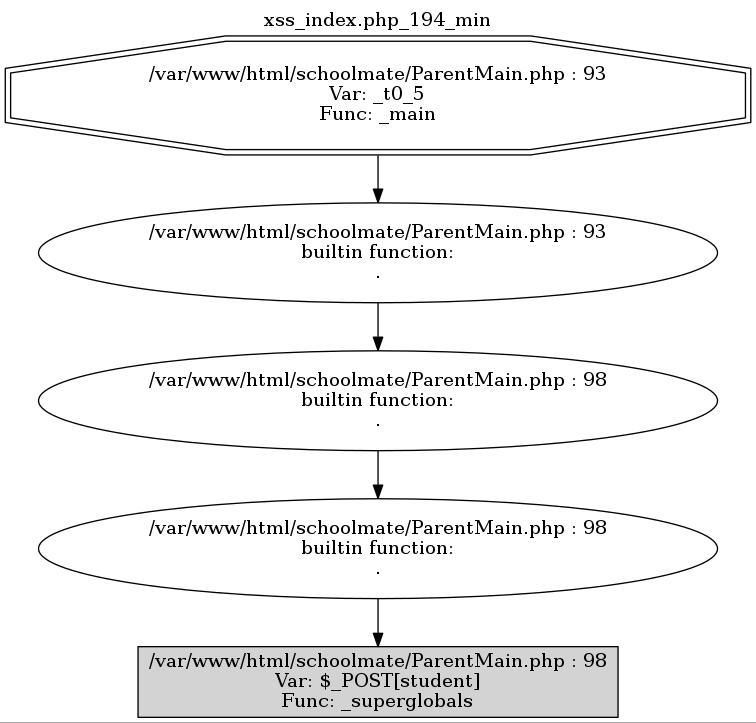 xss_index.php_194_min
/var/www/html/schoolmate/ParentMain.php : 93
Var: _t0_5
Func: _main
/var/www/html/schoolmate/ParentMain.php : 93
builtin function:
.
/var/www/html/schoolmate/ParentMain.php : 98
builtin function:
.
/var/www/html/schoolmate/ParentMain.php : 98
builtin function:
.
/var/www/html/schoolmate/ParentMain.php : 98
Var: $_POST[student]
Func: _superglobals